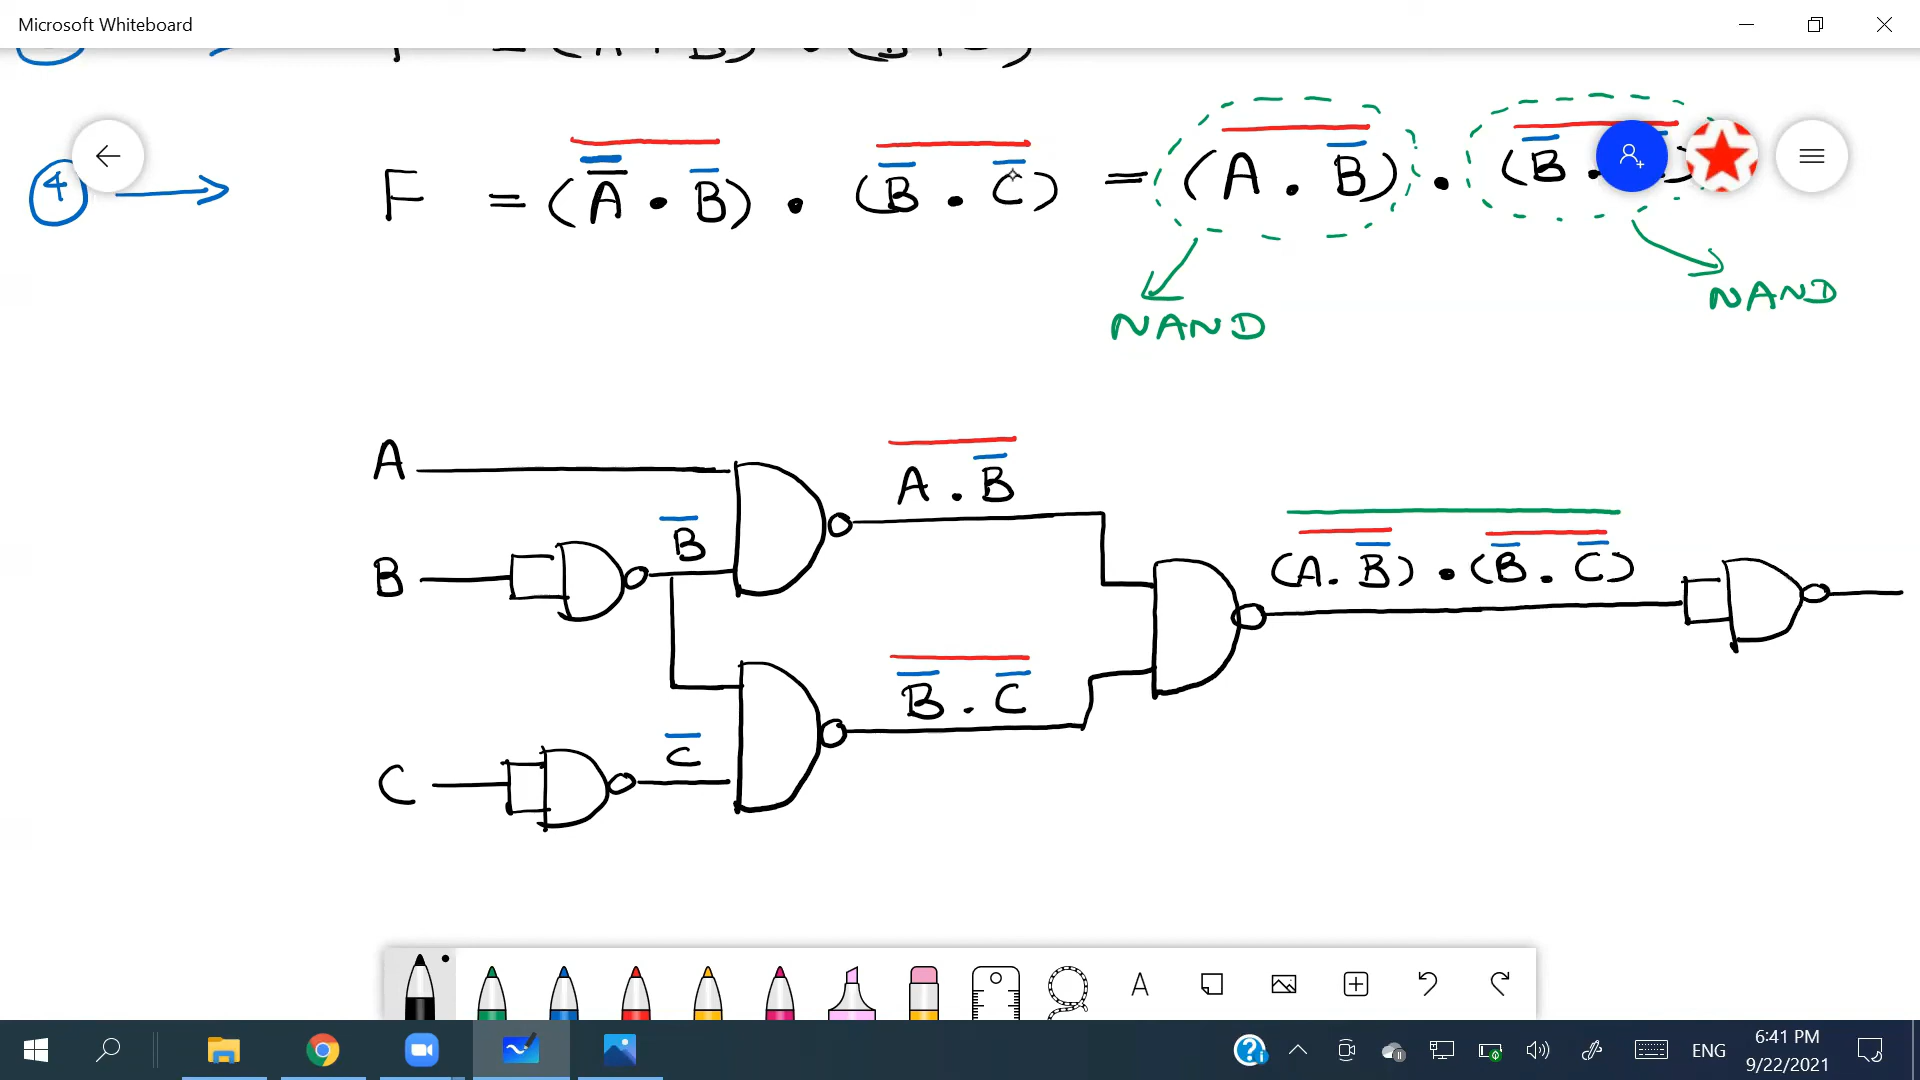 Microsoft Whiteboard
4 → F = (A̿ · B̅) · (B̅ · C̅) = (A · B̅) · (B̅ ·
NAND
NAND
A
A · B̅
B̅
B
(A · B̅) · (B̅ · C̅)
B̅ · C̅
C̅
C
A
ENG
6:41 PM
9/22/2021